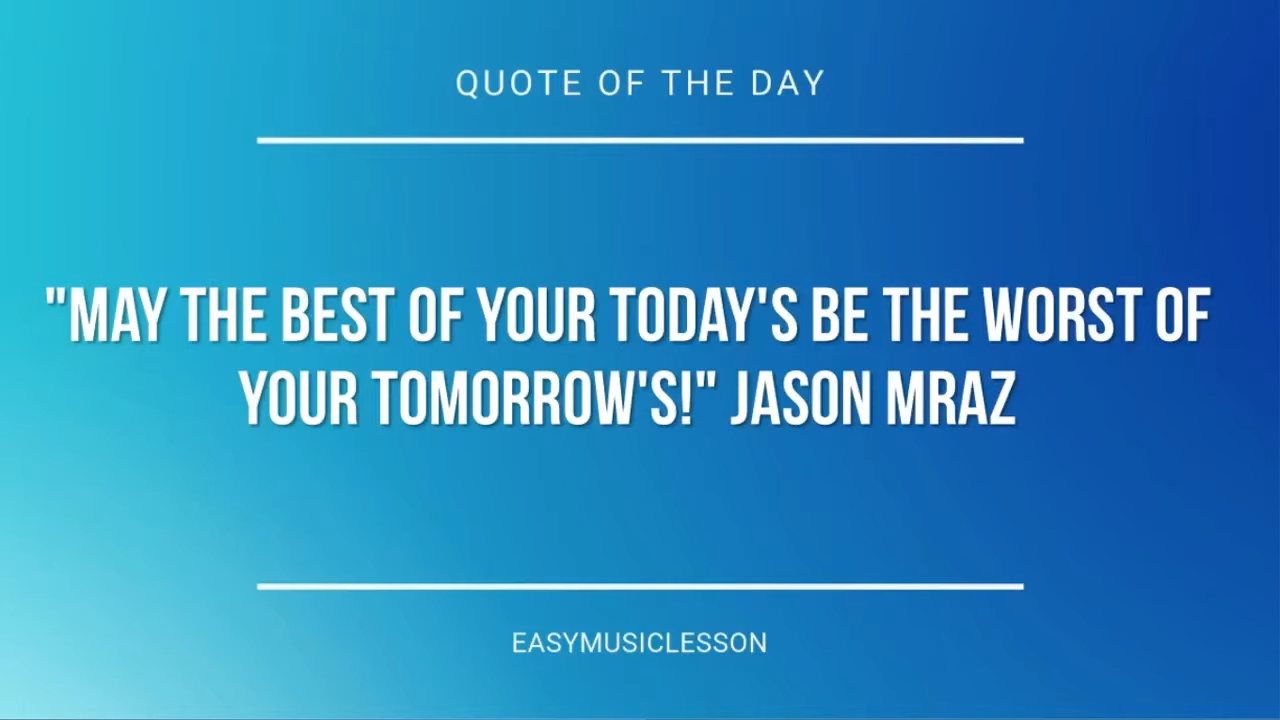 QUOTE OF THE DAY
"MAY THE BEST OF YOUR TODAY'S BE THE WORST OF
YOUR TOMORROW'S!" JASON MRAZ
EASYMUSICLESSON